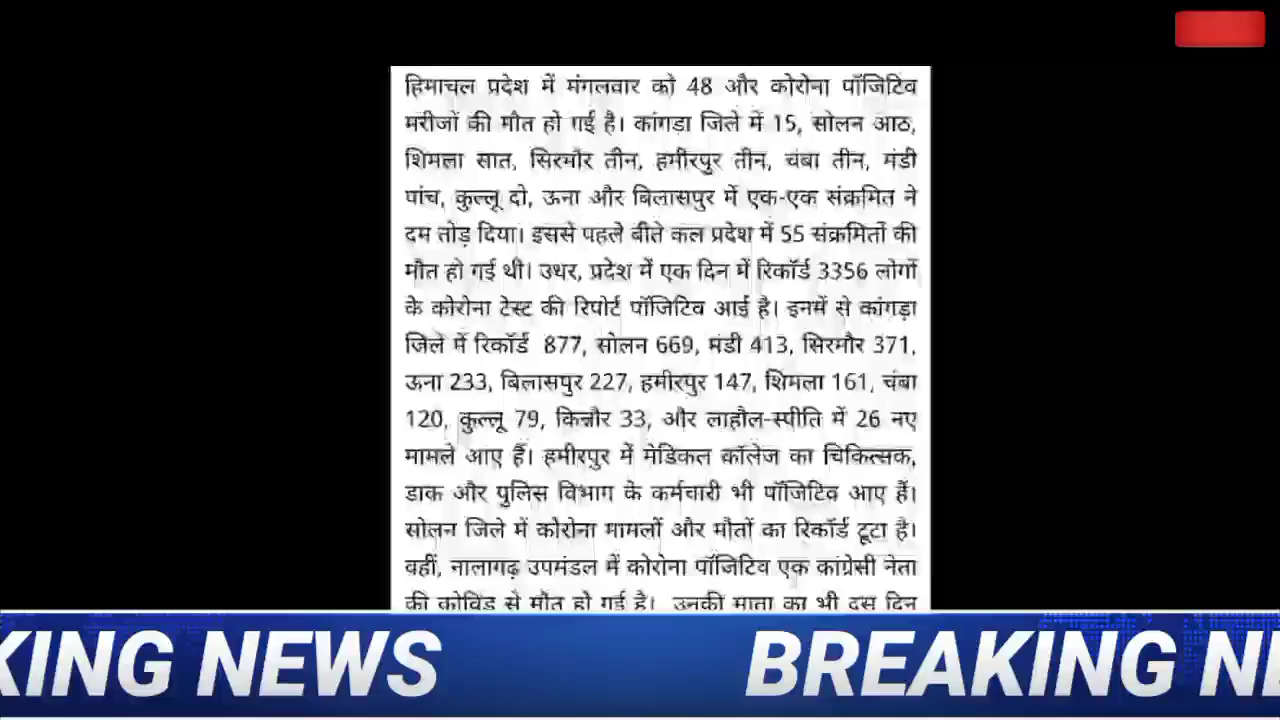 हिमाचल प्रदेश में मंगलवार को 48 और कोरोना पॉजिटिव
मरीजों की मौत हो गई है। कांगड़ा जिले में 15, सोलन आठ,
शिमला सात, सिरमौर तीन, हमीरपुर तीन, चंबा तीन, मंडी
पांच, कुल्लू दो, ऊना और बिलासपुर में एक-एक संक्रमित ने
दम तोड़ दिया। इससे पहले बीते कल प्रदेश में 55 संक्रमितों की
मौत हो गई थी। उधर, प्रदेश में एक दिन में रिकॉर्ड 3356 लोगों
के कोरोना टेस्ट की रिपोर्ट पॉजिटिव आई है। इनमें से कांगड़ा
जिले में रिकॉर्ड 877, सोलन 669, मंडी 413, सिरमौर 371,
ऊना 233, बिलासपुर 227, हमीरपुर 147, शिमला 161, चंबा
120, कुल्लू 79, किन्नौर 33, और लाहौल-स्पीति में 26 नए
मामले आए हैं। हमीरपुर में मेडिकल कॉलेज का चिकित्सक,
डाक और पुलिस विभाग के कर्मचारी भी पॉजिटिव आए हैं।
सोलन जिले में कोरोना मामलों और मौतों का रिकॉर्ड टूटा है।
वहीं, नालागढ़ उपमंडल में कोरोना पॉजिटिव एक कांग्रेसी नेता
की कोविड से मौत हो गई है। उनकी माता का भी दस दिन
KING NEWS BREAKING NE